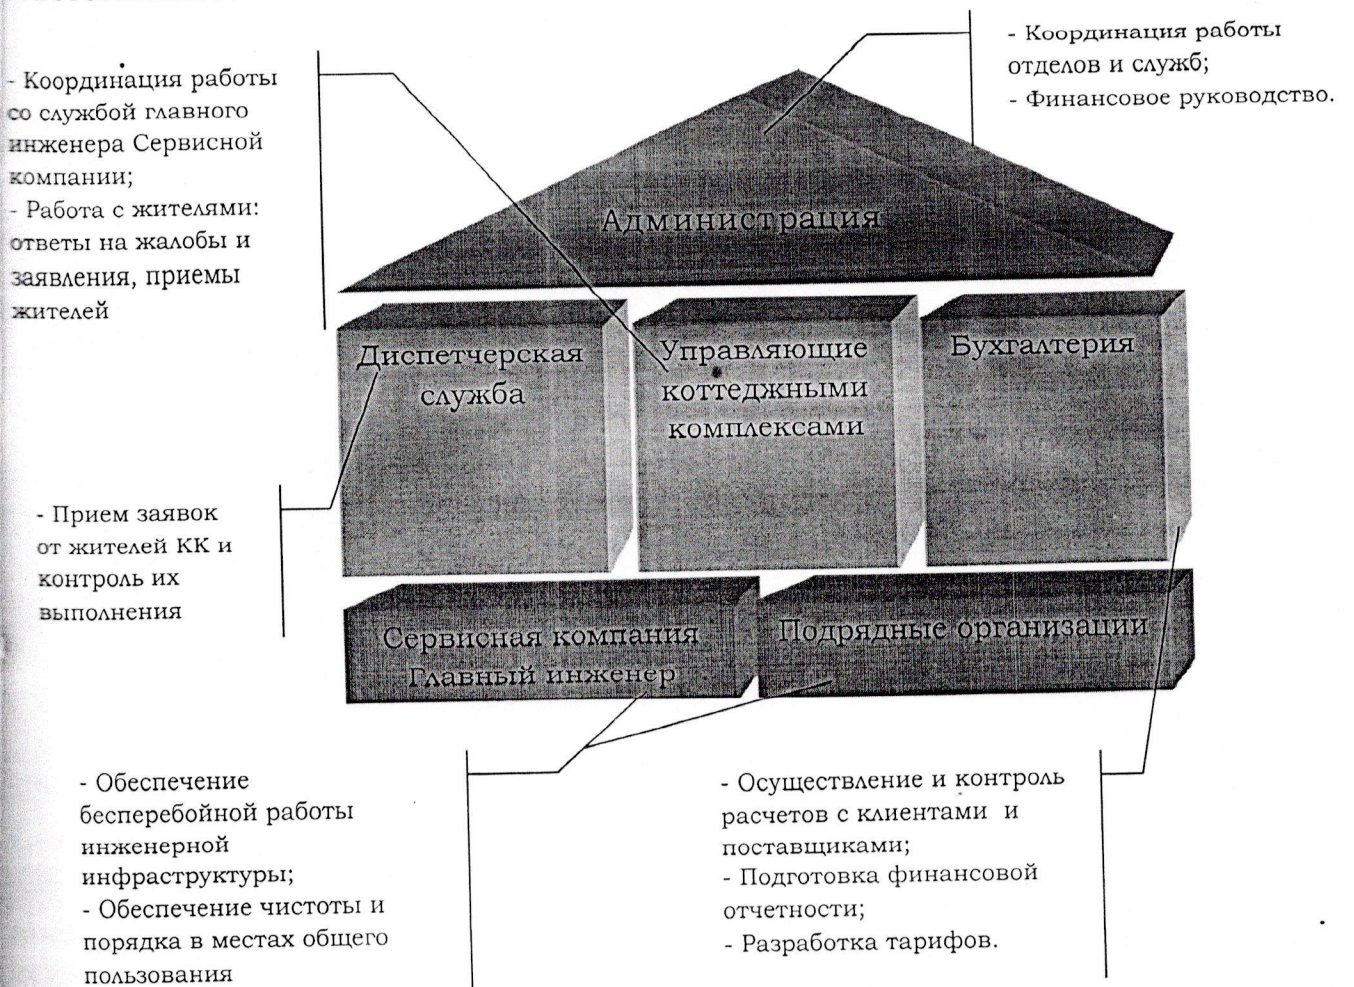 - Координация работы
отделов и служб;
- Финансовое руководство.
- Координация работы
со службой главного
инженера Сервисной
компании;
- Работа с жителями:
ответы на жалобы и
заявления, приемы
жителей
Администрация
Диспетчерская
служба
Управляющие
коттеджными
комплексами
Бухгалтерия
- Прием заявок
от жителей КК и
контроль их
выполнения
Сервисная компания
Главный инженер
Подрядные организации
- Обеспечение
бесперебойной работы
инженерной
инфраструктуры;
- Обеспечение чистоты и
порядка в местах общего
пользования
- Осуществление и контроль
расчетов с клиентами и
поставщиками;
- Подготовка финансовой
отчетности;
- Разработка тарифов.